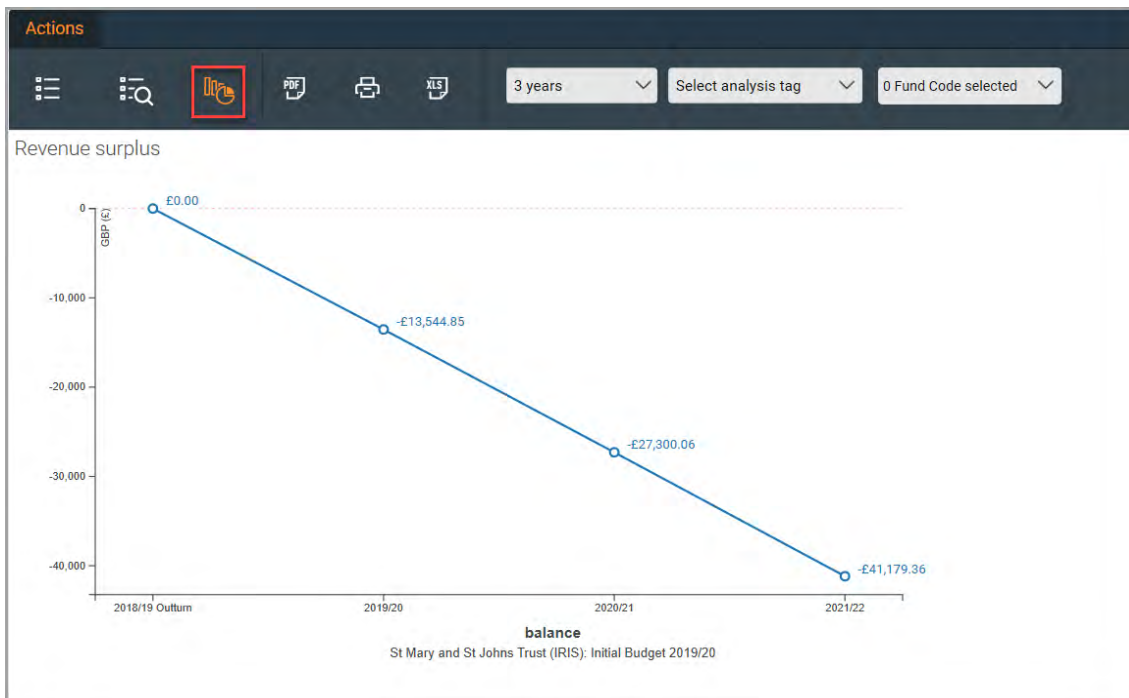 Actions
PDF
XLS
3 years
Select analysis tag
0 Fund Code selected
Revenue surplus
0
GBP (£)
£0.00
-10,000
-£13,544.85
-20,000
-£27,300.06
-30,000
-40,000
-£41,179.36
2018/19 Outturn
2019/20
2020/21
2021/22
balance
St Mary and St Johns Trust (IRIS): Initial Budget 2019/20